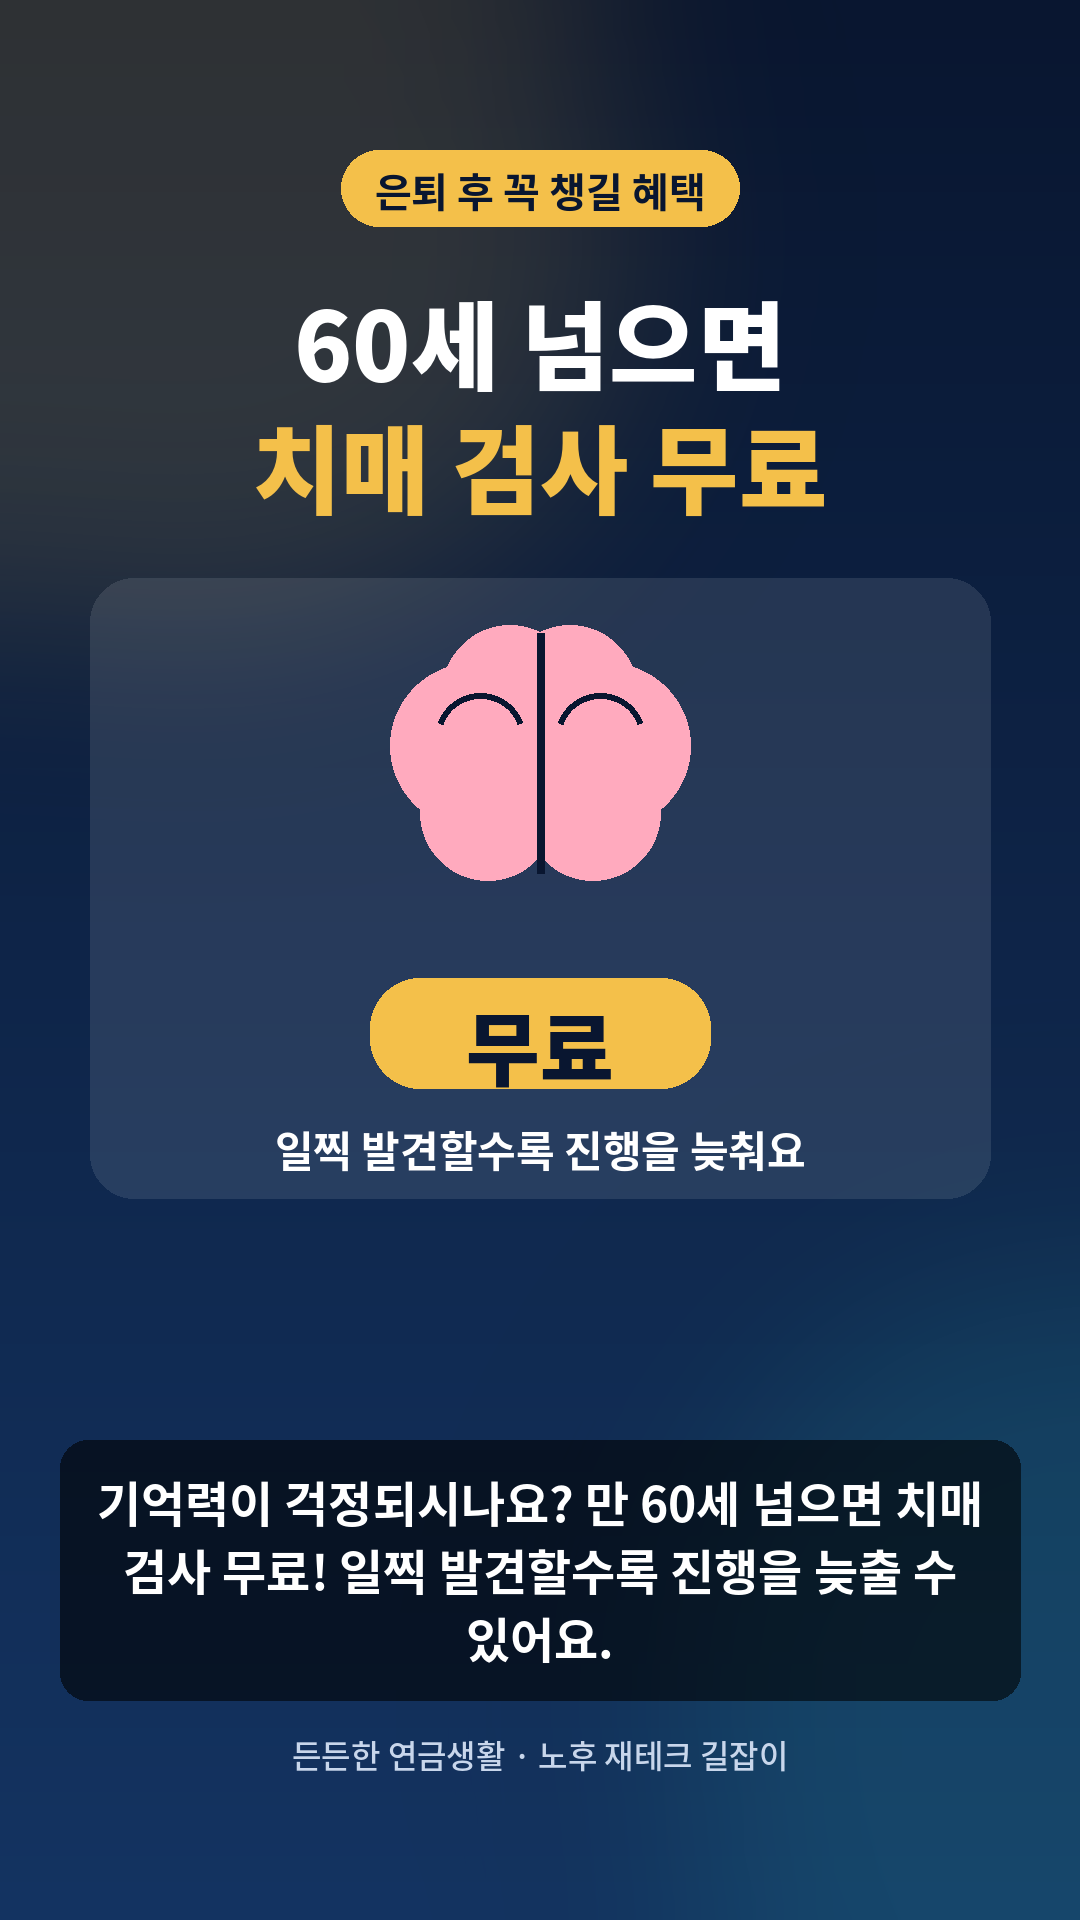 은퇴 후 꼭 챙길 혜택
60세 넘으면
치매 검사 무료
무료
일찍 발견할수록 진행을 늦춰요
기억력이 걱정되시나요? 만 60세 넘으면 치매
검사 무료! 일찍 발견할수록 진행을 늦출 수
있어요.
든든한 연금생활 · 노후 재테크 길잡이